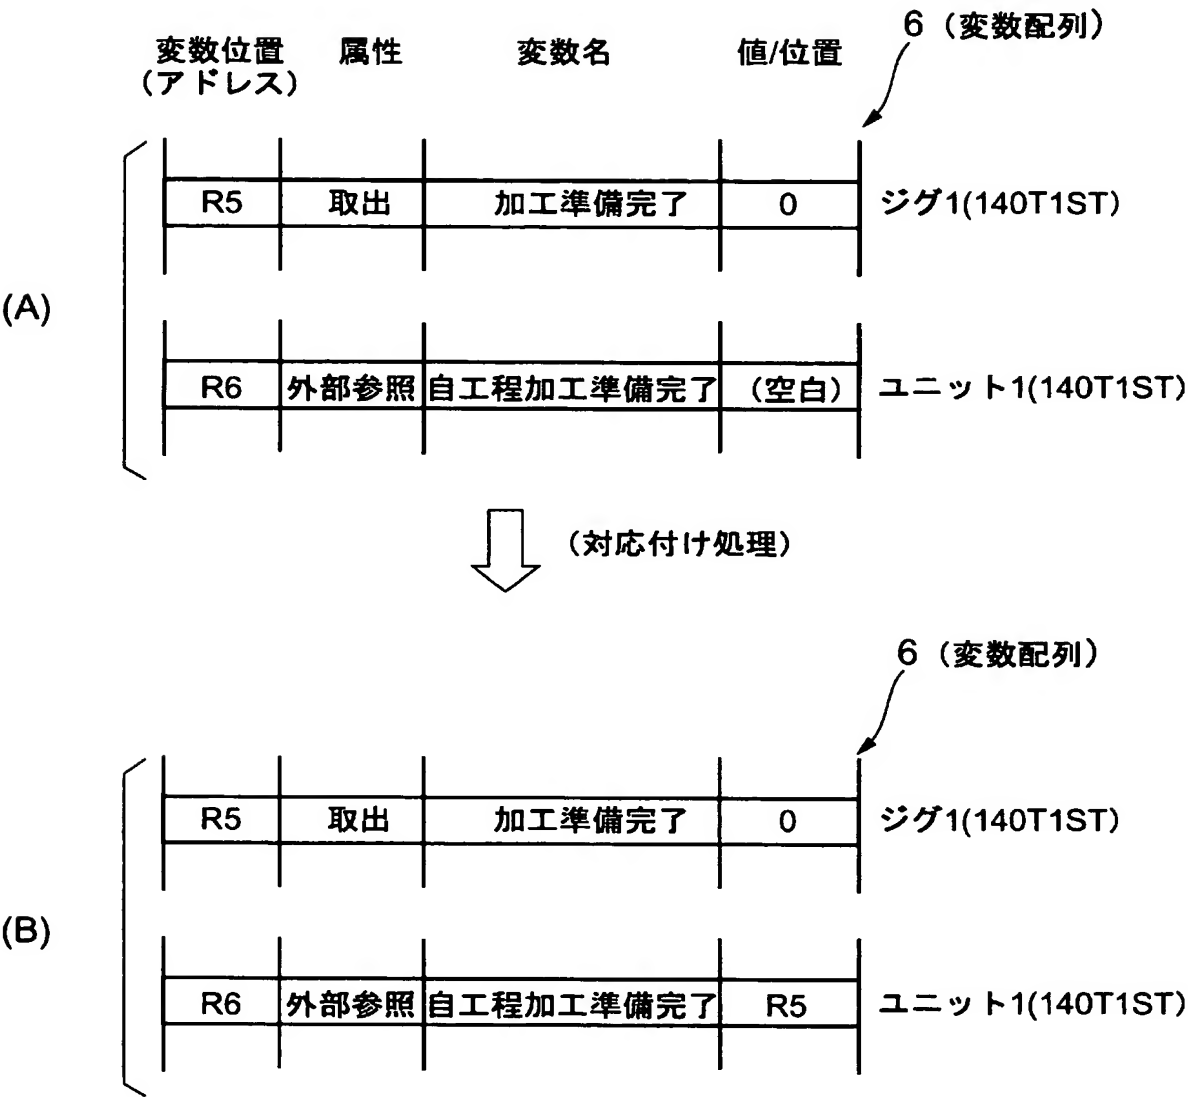 6（変数配列）
変数位置 属性 変数名 値/位置
（アドレス）
R5 取出 加工準備完了 0 ジグ1(140T1ST)
(A)
R6 外部参照 自工程加工準備完了 （空白） ユニット1(140T1ST)
（対応付け処理）
6（変数配列）
R5 取出 加工準備完了 0 ジグ1(140T1ST)
(B)
R6 外部参照 自工程加工準備完了 R5 ユニット1(140T1ST)